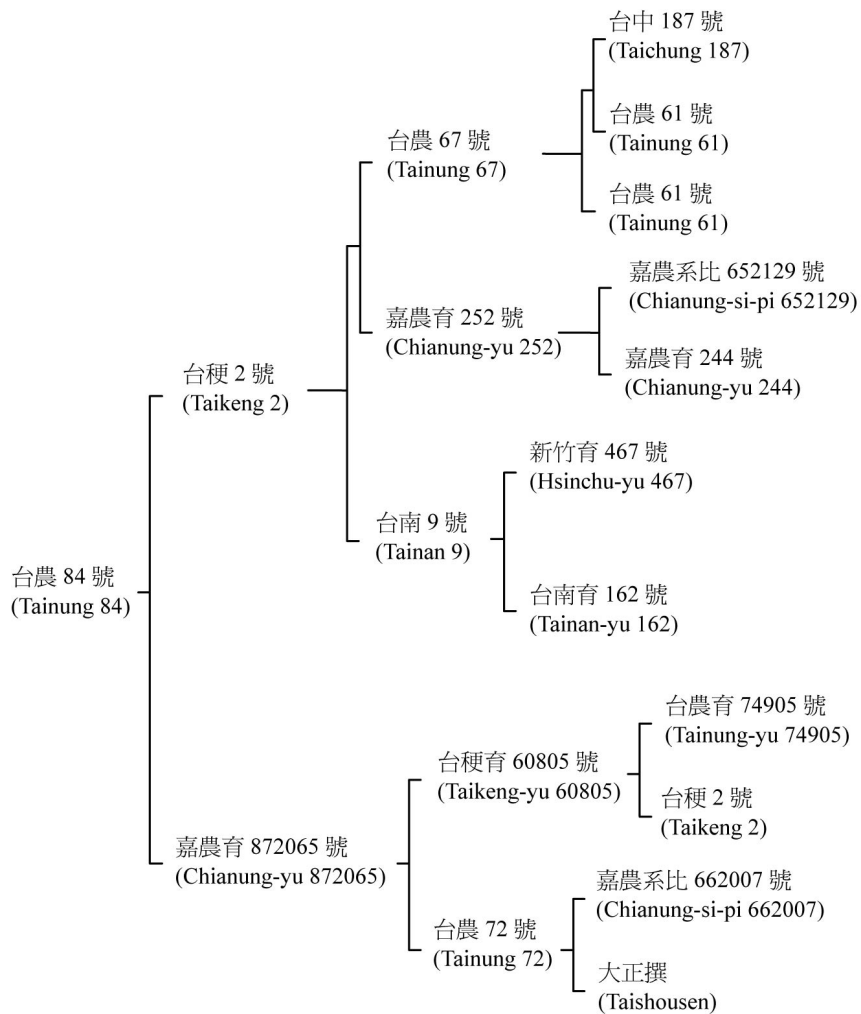 台中 187 號
(Taichung 187)
台農 61 號
(Tainung 61)
台農 67 號
(Tainung 67)
台農 61 號
(Tainung 61)
嘉農系比 652129 號
(Chianung-si-pi 652129)
嘉農育 252 號
(Chianung-yu 252)
嘉農育 244 號
(Chianung-yu 244)
台稉 2 號
(Taikeng 2)
新竹育 467 號
(Hsinchu-yu 467)
台南 9 號
(Tainan 9)
台農 84 號
(Tainung 84)
台南育 162 號
(Tainan-yu 162)
台農育 74905 號
(Tainung-yu 74905)
台稉育 60805 號
(Taikeng-yu 60805)
台稉 2 號
(Taikeng 2)
嘉農育 872065 號
(Chianung-yu 872065)
嘉農系比 662007 號
(Chianung-si-pi 662007)
台農 72 號
(Tainung 72)
大正撰
(Taishousen)